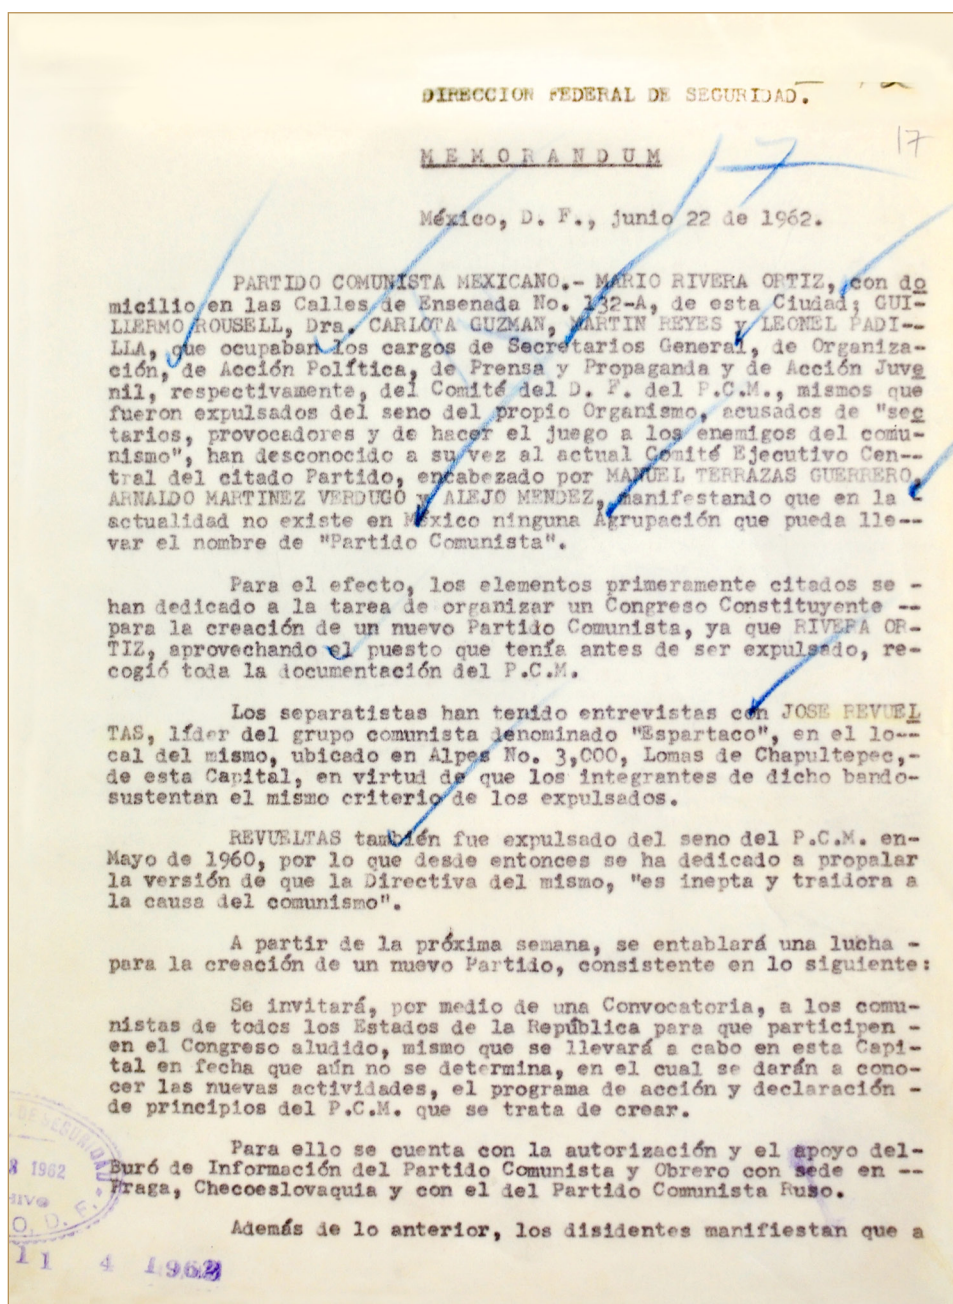 DIRECCION FEDERAL DE SEGURIDAD.
17
MEMORANDUM
17
México, D. F., junio 22 de 1962.
PARTIDO COMUNISTA MEXICANO.- MARIO RIVERA ORTIZ, con do
micilio en las Calles de Ensenada No. 132-A, de esta Ciudad; GUI-
LLERMO ROUSELL, Dra. CARLOTA GUZMAN, MARTIN REYES y LEONEL PADI--
LLA, que ocupaban los cargos de Secretarios General, de Organiza-
ción, de Acción Política, de Prensa y Propaganda y de Acción Juve
nil, respectivamente, del Comité del D. F. del P.C.M., mismos que
fueron expulsados del seno del propio Organismo, acusados de "sec
tarios, provocadores y de hacer el juego a los enemigos del comu-
nismo", han desconocido a su vez al actual Comité Ejecutivo Cen--
tral del citado Partido, encabezado por MANUEL TERRAZAS GUERRERO,
ARNALDO MARTINEZ VERDUGO y ALEJO MENDEZ, manifestando que en la -
actualidad no existe en México ninguna Agrupación que pueda lle--
var el nombre de "Partido Comunista".
Para el efecto, los elementos primeramente citados se -
han dedicado a la tarea de organizar un Congreso Constituyente --
para la creación de un nuevo Partido Comunista, ya que RIVERA OR-
TIZ, aprovechando el puesto que tenía antes de ser expulsado, re-
cogió toda la documentación del P.C.M.
Los separatistas han tenido entrevistas con JOSE REVUEL
TAS, líder del grupo comunista denominado "Espartaco", en el lo--
cal del mismo, ubicado en Alpes No. 3,000, Lomas de Chapultepec,-
de esta Capital, en virtud de que los integrantes de dicho bando-
sustentan el mismo criterio de los expulsados.
REVUELTAS también fue expulsado del seno del P.C.M. en-
Mayo de 1960, por lo que desde entonces se ha dedicado a propalar
la versión de que la Directiva del mismo, "es inepta y traidora a
la causa del comunismo".
A partir de la próxima semana, se entablará una lucha -
para la creación de un nuevo Partido, consistente en lo siguiente:
Se invitará, por medio de una Convocatoria, a los comu-
nistas de todos los Estados de la República para que participen -
en el Congreso aludido, mismo que se llevará a cabo en esta Capi-
tal en fecha que aún no se determina, en el cual se darán a cono-
cer las nuevas actividades, el programa de acción y declaración -
de principios del P.C.M. que se trata de crear.
Para ello se cuenta con la autorización y el apoyo del-
Buró de Información del Partido Comunista y Obrero con sede en --
Praga, Checoeslovaquia y con el del Partido Comunista Ruso.
Además de lo anterior, los disidentes manifiestan que a
DE SEGURIDAD
8 1962
O. D. F.
11 4 1962